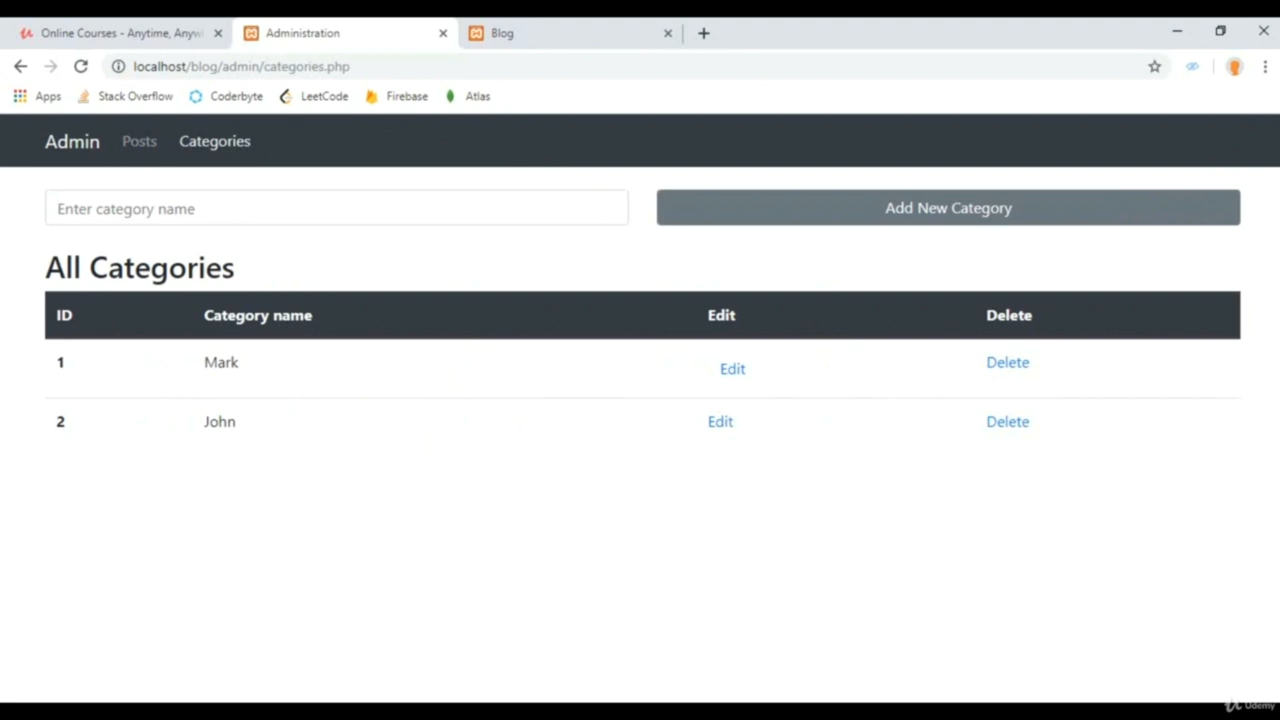 Online Courses - Anytime, Anyw
Administration
Blog
localhost/blog/admin/categories.php
Apps
Stack Overflow
Coderbyte
LeetCode
Firebase
Atlas
Admin
Posts
Categories
Enter category name
Add New Category
All Categories
ID Category name Edit Delete
1 Mark Edit Delete
2 John Edit Delete
Udemy